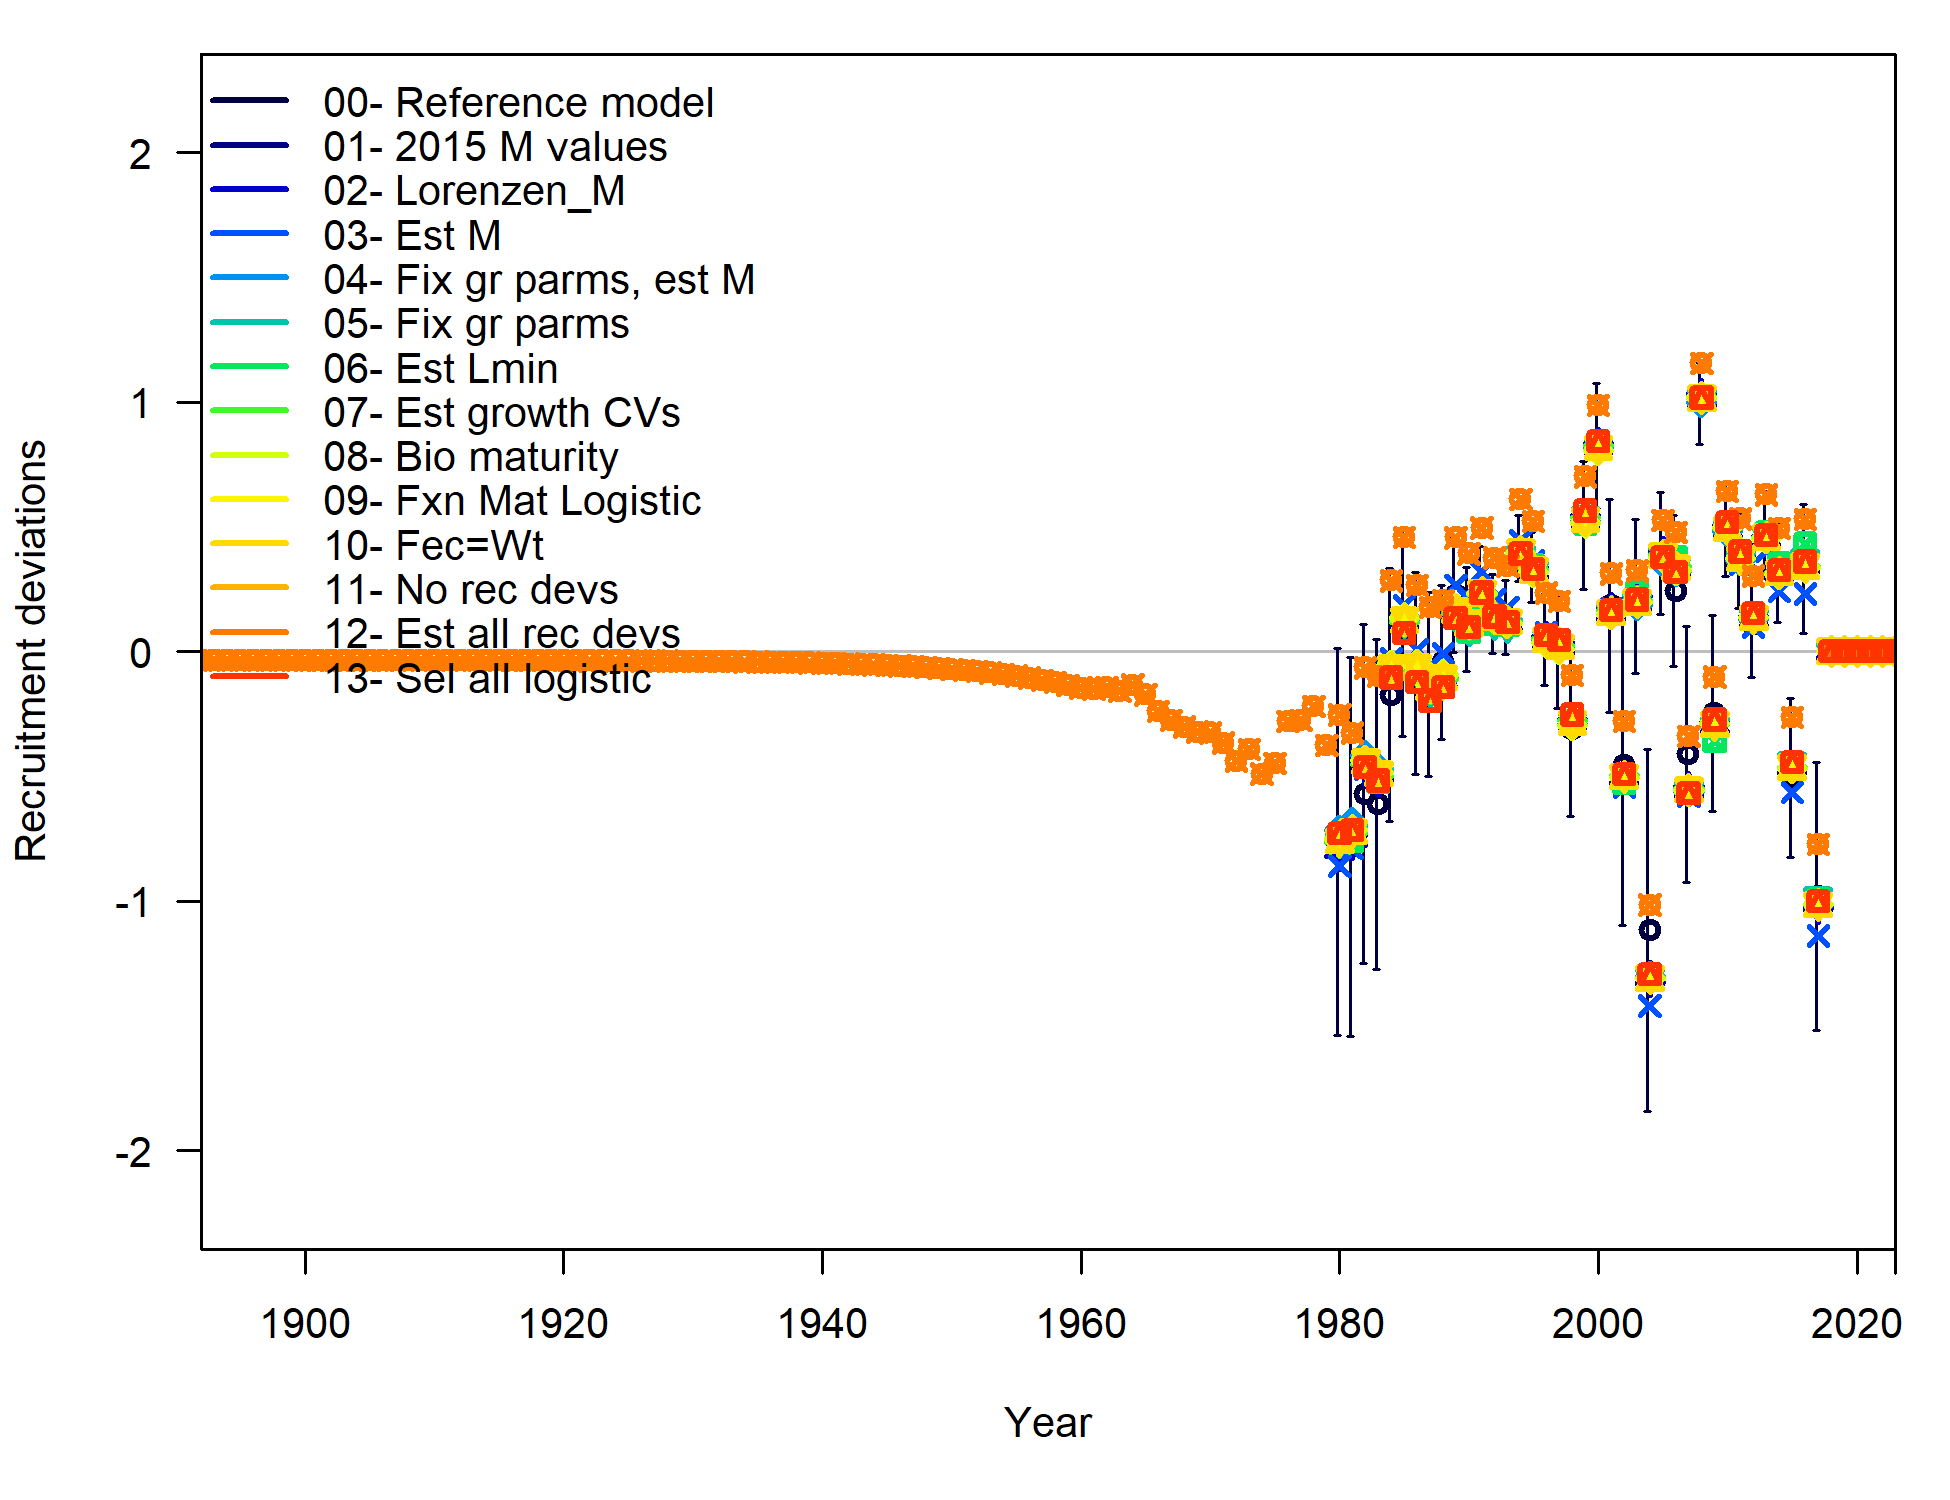 00- Reference model
01- 2015 M values
02- Lorenzen_M
03- Est M
04- Fix gr parms, est M
05- Fix gr parms
06- Est Lmin
07- Est growth CVs
08- Bio maturity
09- Fxn Mat Logistic
10- Fec=Wt
11- No rec devs
12- Est all rec devs
13- Sel all logistic
Recruitment deviations
2
1
0
-1
-2
1900 1920 1940 1960 1980 2000 2020
Year